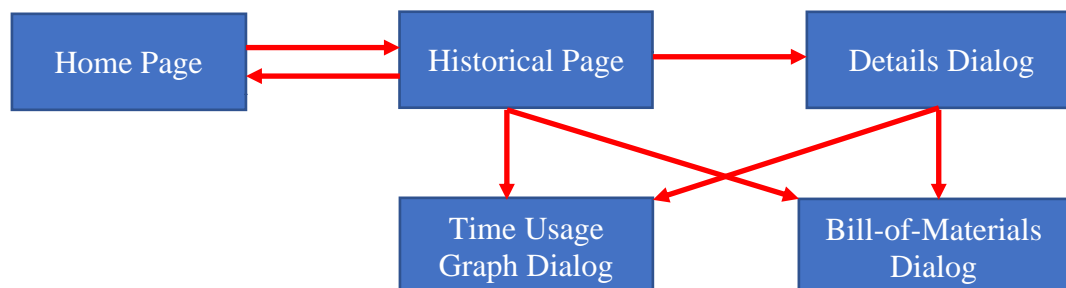 Home Page
Historical Page
Details Dialog
Time Usage
Graph Dialog
Bill-of-Materials
Dialog